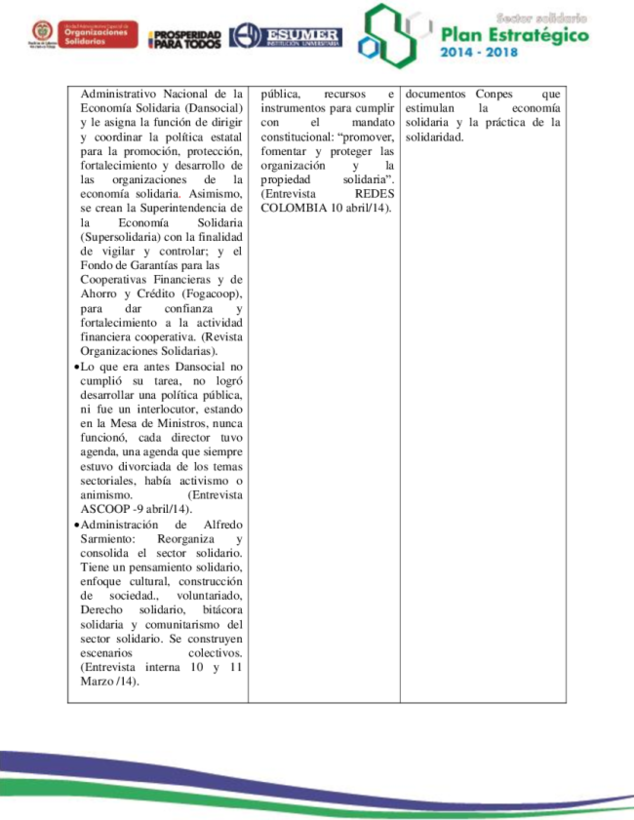 Organizaciones
Solidarias
PROSPERIDAD
PARA TODOS
ESUMER
INSTITUCIÓN UNIVERSITARIA
Sector solidario
Plan Estratégico
2014 - 2018
Administrativo Nacional de la
Economía Solidaria (Dansocial)
y le asigna la función de dirigir
y coordinar la política estatal
para la promoción, protección,
fortalecimiento y desarrollo de
las organizaciones de la
economía solidaria. Asimismo,
se crean la Superintendencia de
la Economía Solidaria
(Supersolidaria) con la finalidad
de vigilar y controlar; y el
Fondo de Garantías para las
Cooperativas Financieras y de
Ahorro y Crédito (Fogacoop),
para dar confianza y
fortalecimiento a la actividad
financiera cooperativa. (Revista
Organizaciones Solidarias).
•Lo que era antes Dansocial no
cumplió su tarea, no logró
desarrollar una política pública,
ni fue un interlocutor, estando
en la Mesa de Ministros, nunca
funcionó, cada director tuvo
agenda, una agenda que siempre
estuvo divorciada de los temas
sectoriales, había activismo o
animismo. (Entrevista
ASCOOP -9 abril/14).
•Administración de Alfredo
Sarmiento: Reorganiza y
consolida el sector solidario.
Tiene un pensamiento solidario,
enfoque cultural, construcción
de sociedad., voluntariado,
Derecho solidario, bitácora
solidaria y comunitarismo del
sector solidario. Se construyen
escenarios colectivos.
(Entrevista interna 10 y 11
Marzo /14).
pública, recursos e
instrumentos para cumplir
con el mandato
constitucional: “promover,
fomentar y proteger las
organización y la
propiedad solidaria”.
(Entrevista REDES
COLOMBIA 10 abril/14).
documentos Conpes que
estimulan la economía
solidaria y la práctica de la
solidaridad.